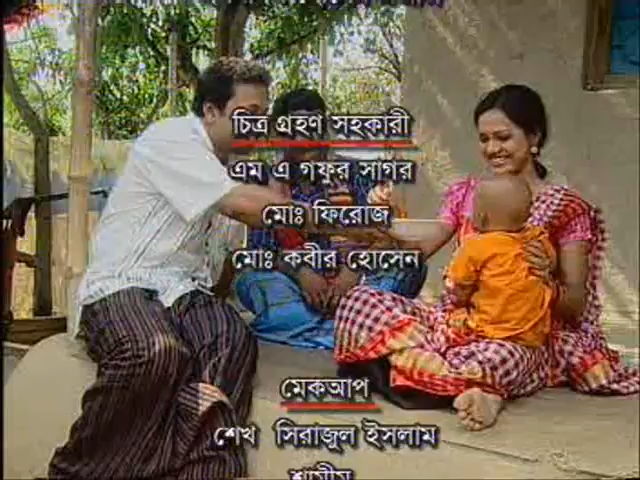 চিত্র গ্রহণ সহকারী
এম এ গফুর সাগর
মোঃ ফিরোজ
মোঃ কবীর হোসেন
মেকআপ
শেখ সিরাজুল ইসলাম
শামীম